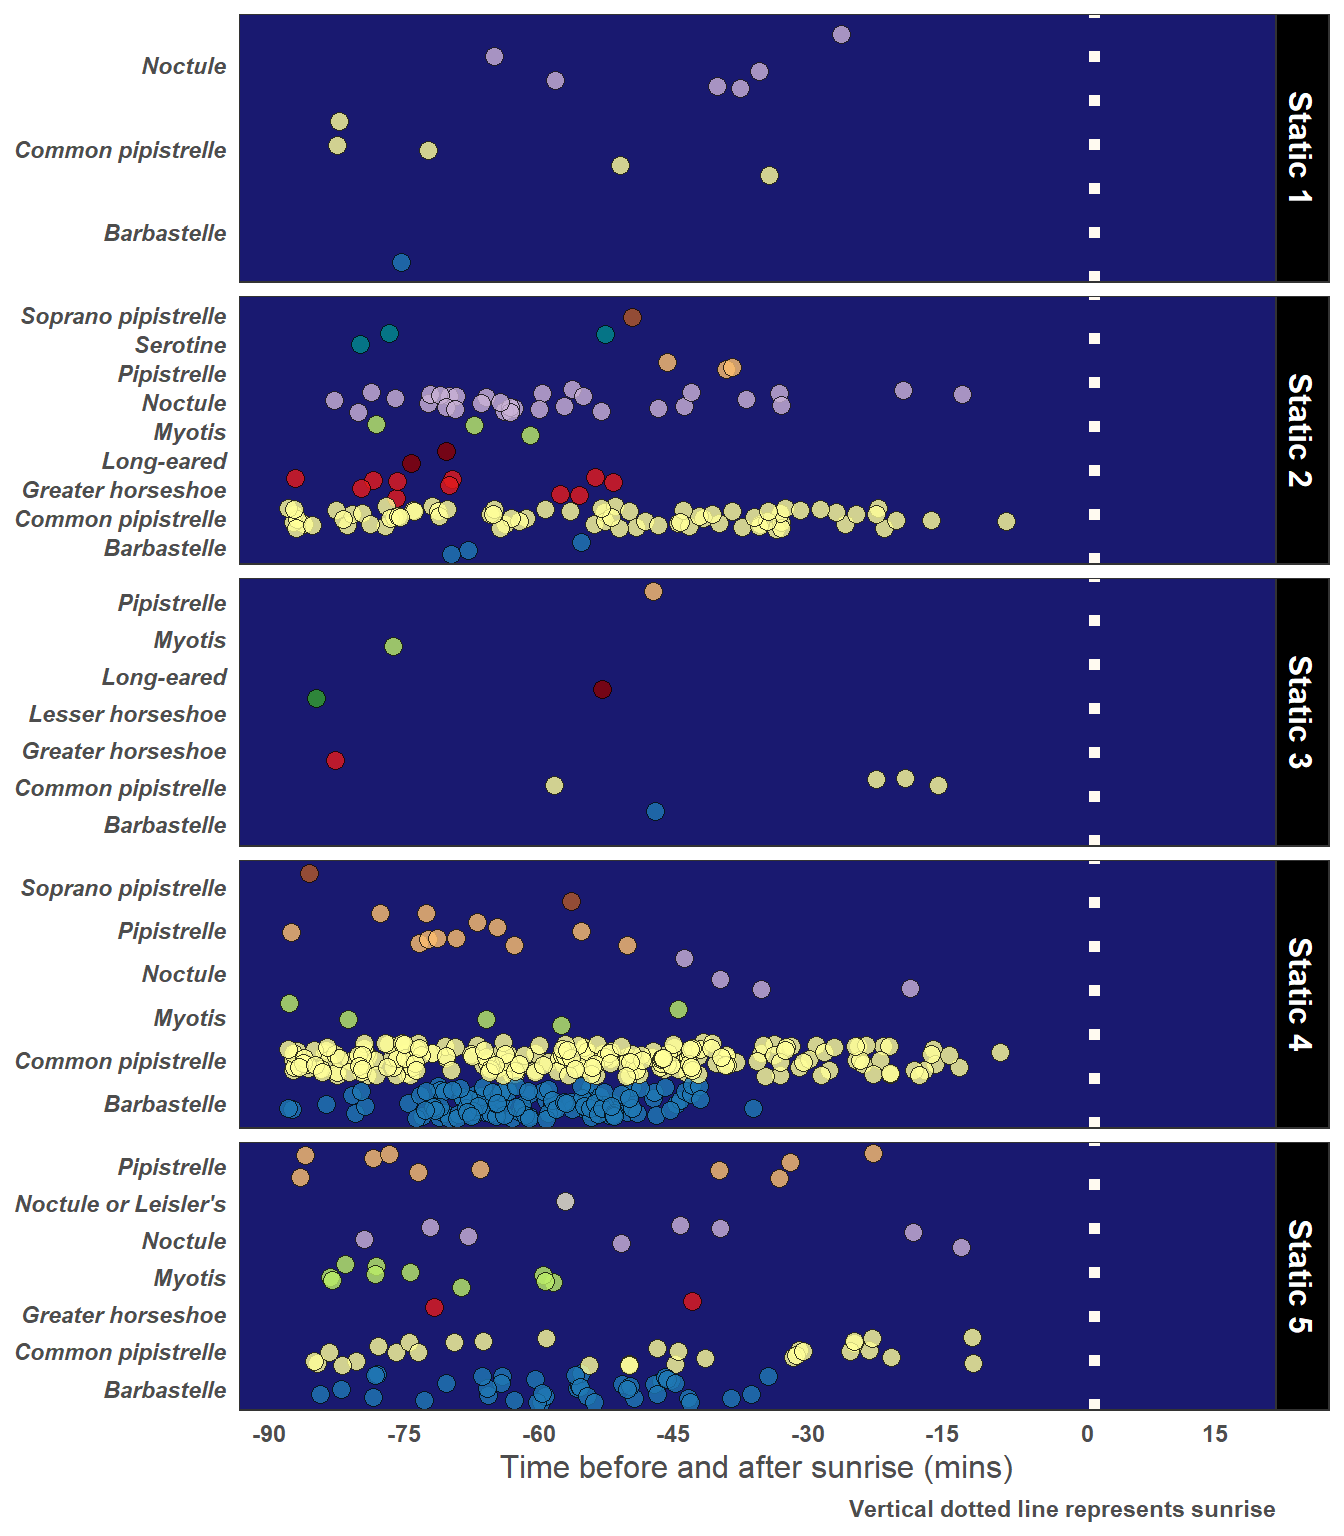 Noctule
Common pipistrelle
Barbastelle
Static 1
Soprano pipistrelle
Serotine
Pipistrelle
Noctule
Myotis
Long-eared
Greater horseshoe
Common pipistrelle
Barbastelle
Static 2
Pipistrelle
Myotis
Long-eared
Lesser horseshoe
Greater horseshoe
Common pipistrelle
Barbastelle
Static 3
Soprano pipistrelle
Pipistrelle
Noctule
Myotis
Common pipistrelle
Barbastelle
Static 4
Pipistrelle
Noctule or Leisler's
Noctule
Myotis
Greater horseshoe
Common pipistrelle
Barbastelle
Static 5
-90 -75 -60 -45 -30 -15 0 15
Time before and after sunrise (mins)
Vertical dotted line represents sunrise